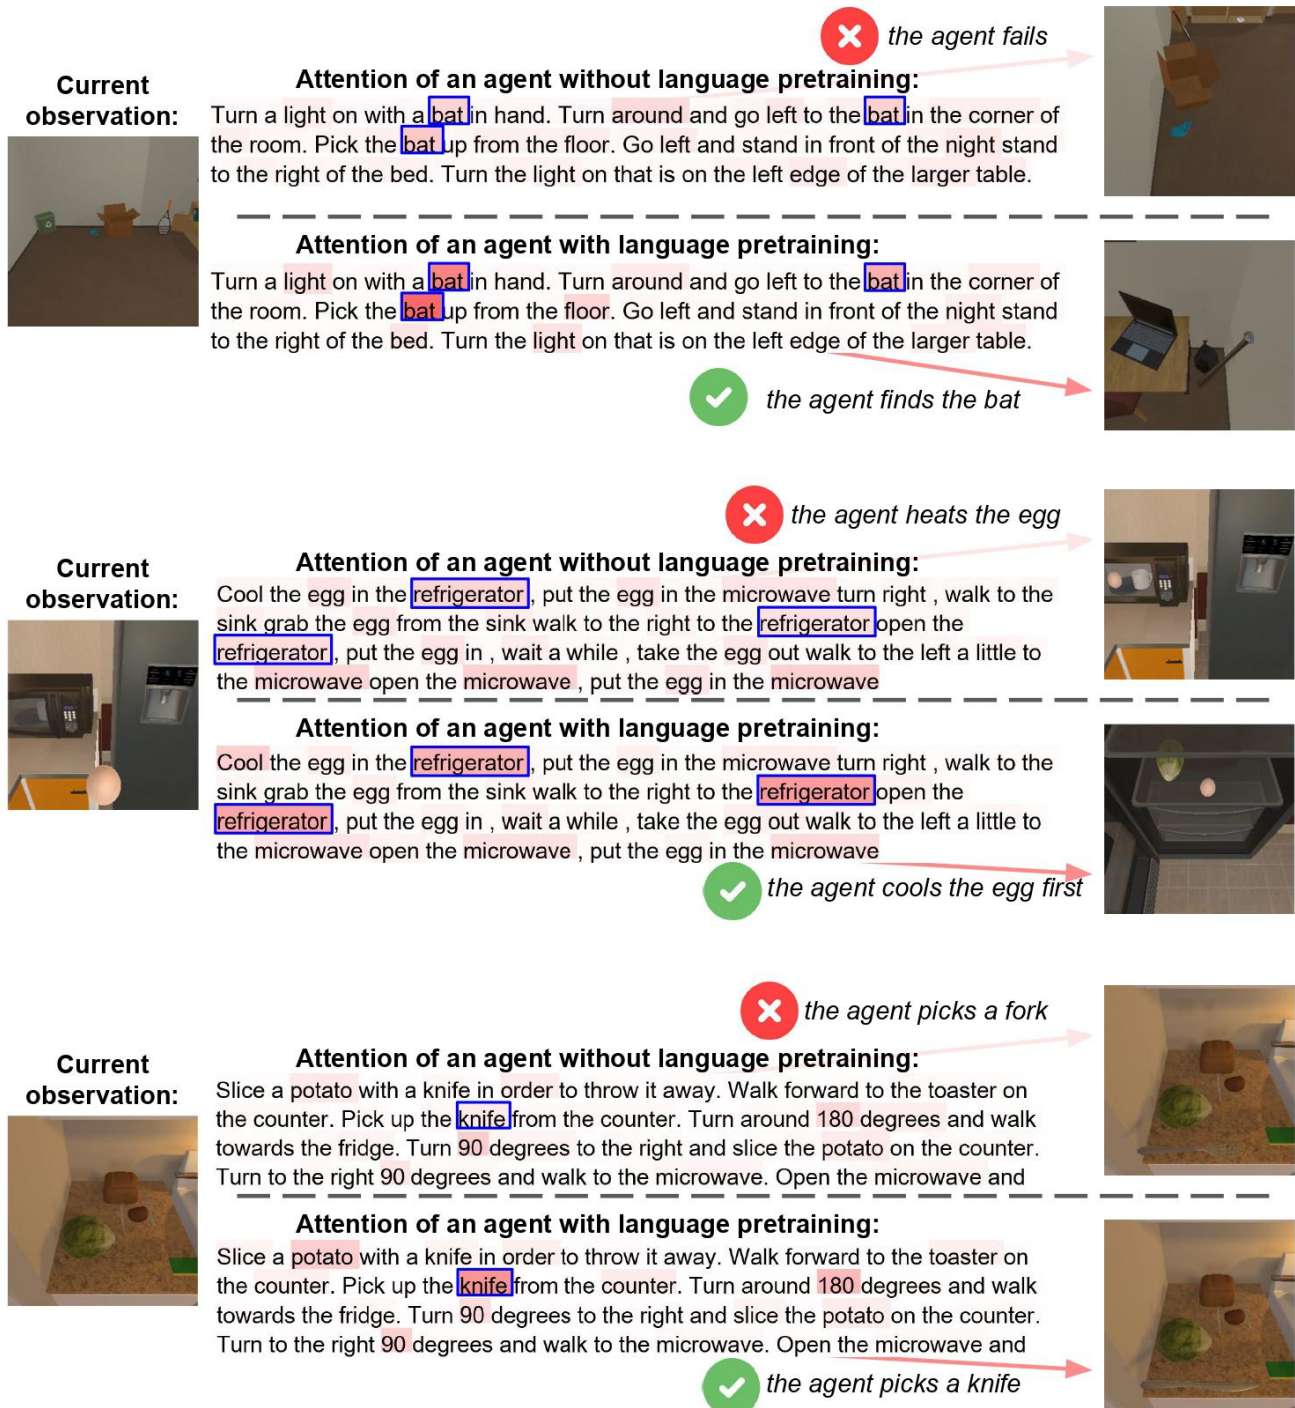 the agent fails
Attention of an agent without language pretraining:
Current
observation:
Turn a light on with a bat in hand. Turn around and go left to the bat in the corner of
the room. Pick the bat up from the floor. Go left and stand in front of the night stand
to the right of the bed. Turn the light on that is on the left edge of the larger table.
Attention of an agent with language pretraining:
Turn a light on with a bat in hand. Turn around and go left to the bat in the corner of
the room. Pick the bat up from the floor. Go left and stand in front of the night stand
to the right of the bed. Turn the light on that is on the left edge of the larger table.
the agent finds the bat
the agent heats the egg
Attention of an agent without language pretraining:
Current
observation:
Cool the egg in the refrigerator , put the egg in the microwave turn right , walk to the
sink grab the egg from the sink walk to the right to the refrigerator open the
refrigerator , put the egg in , wait a while , take the egg out walk to the left a little to
the microwave open the microwave , put the egg in the microwave
Attention of an agent with language pretraining:
Cool the egg in the refrigerator , put the egg in the microwave turn right , walk to the
sink grab the egg from the sink walk to the right to the refrigerator open the
refrigerator , put the egg in , wait a while , take the egg out walk to the left a little to
the microwave open the microwave , put the egg in the microwave
the agent cools the egg first
the agent picks a fork
Attention of an agent without language pretraining:
Current
observation:
Slice a potato with a knife in order to throw it away. Walk forward to the toaster on
the counter. Pick up the knife from the counter. Turn around 180 degrees and walk
towards the fridge. Turn 90 degrees to the right and slice the potato on the counter.
Turn to the right 90 degrees and walk to the microwave. Open the microwave and
Attention of an agent with language pretraining:
Slice a potato with a knife in order to throw it away. Walk forward to the toaster on
the counter. Pick up the knife from the counter. Turn around 180 degrees and walk
towards the fridge. Turn 90 degrees to the right and slice the potato on the counter.
Turn to the right 90 degrees and walk to the microwave. Open the microwave and
the agent picks a knife